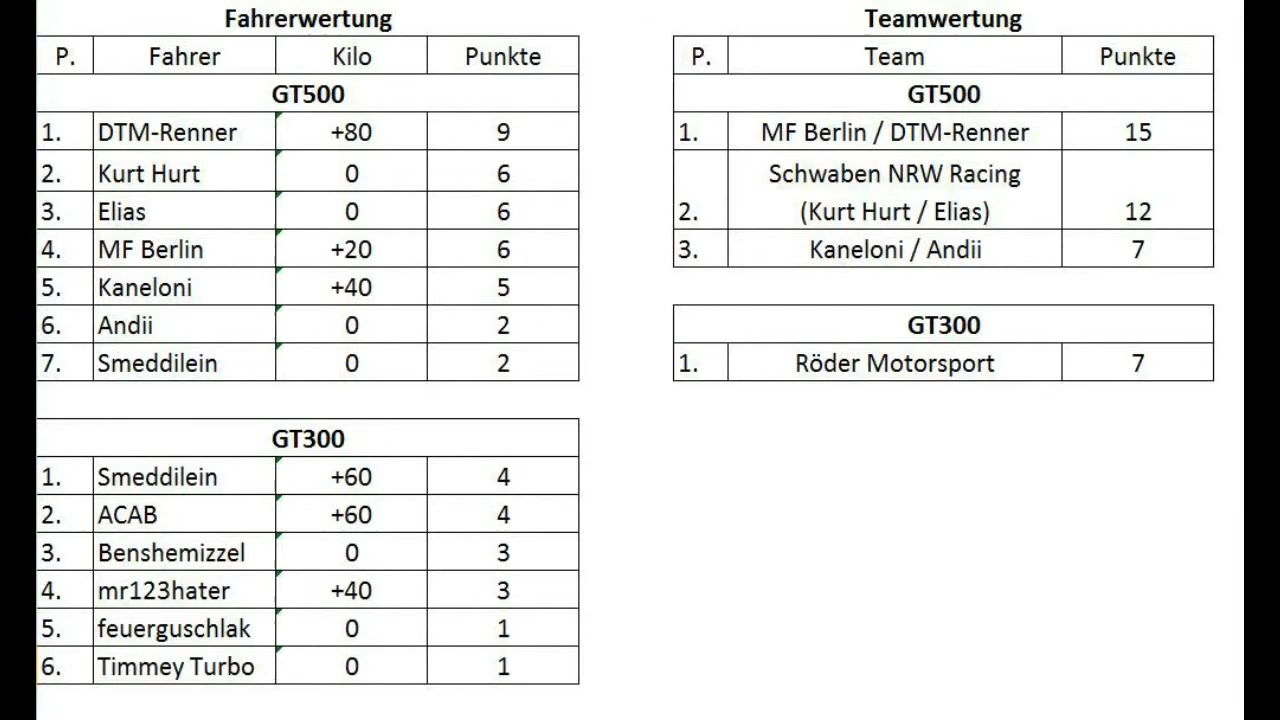 Fahrerwertung
P. Fahrer Kilo Punkte
GT500
1. DTM-Renner +80 9
2. Kurt Hurt 0 6
3. Elias 0 6
4. MF Berlin +20 6
5. Kaneloni +40 5
6. Andii 0 2
7. Smeddilein 0 2
GT300
1. Smeddilein +60 4
2. ACAB +60 4
3. Benshemizzel 0 3
4. mr123hater +40 3
5. feuerguschlak 0 1
6. Timmey Turbo 0 1
Teamwertung
P. Team Punkte
GT500
1. MF Berlin / DTM-Renner 15
Schwaben NRW Racing
2. (Kurt Hurt / Elias) 12
3. Kaneloni / Andii 7
GT300
1. Röder Motorsport 7